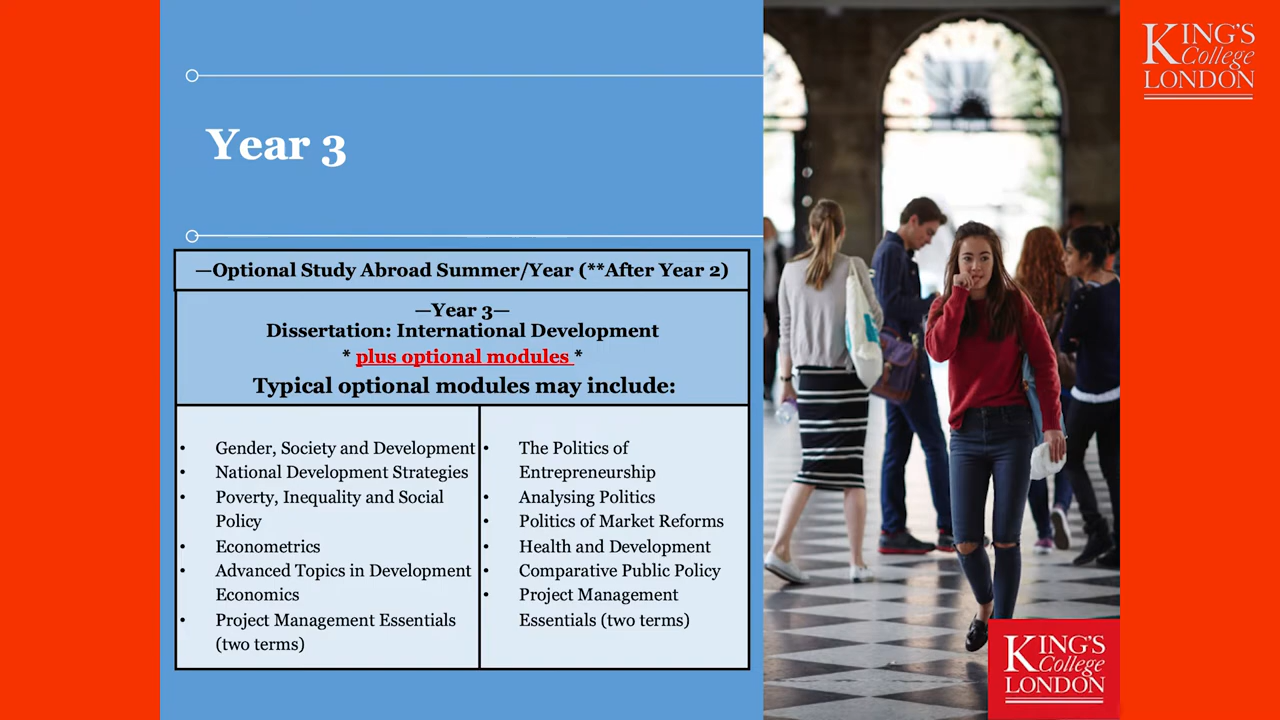 Year 3
—Optional Study Abroad Summer/Year (**After Year 2)
—Year 3—
Dissertation: International Development
* plus optional modules *
Typical optional modules may include:
• Gender, Society and Development
• National Development Strategies
• Poverty, Inequality and Social
Policy
• Econometrics
• Advanced Topics in Development
Economics
• Project Management Essentials
(two terms)
• The Politics of
Entrepreneurship
• Analysing Politics
• Politics of Market Reforms
• Health and Development
• Comparative Public Policy
• Project Management
Essentials (two terms)
KING'S
College
LONDON
KING'S
College
LONDON